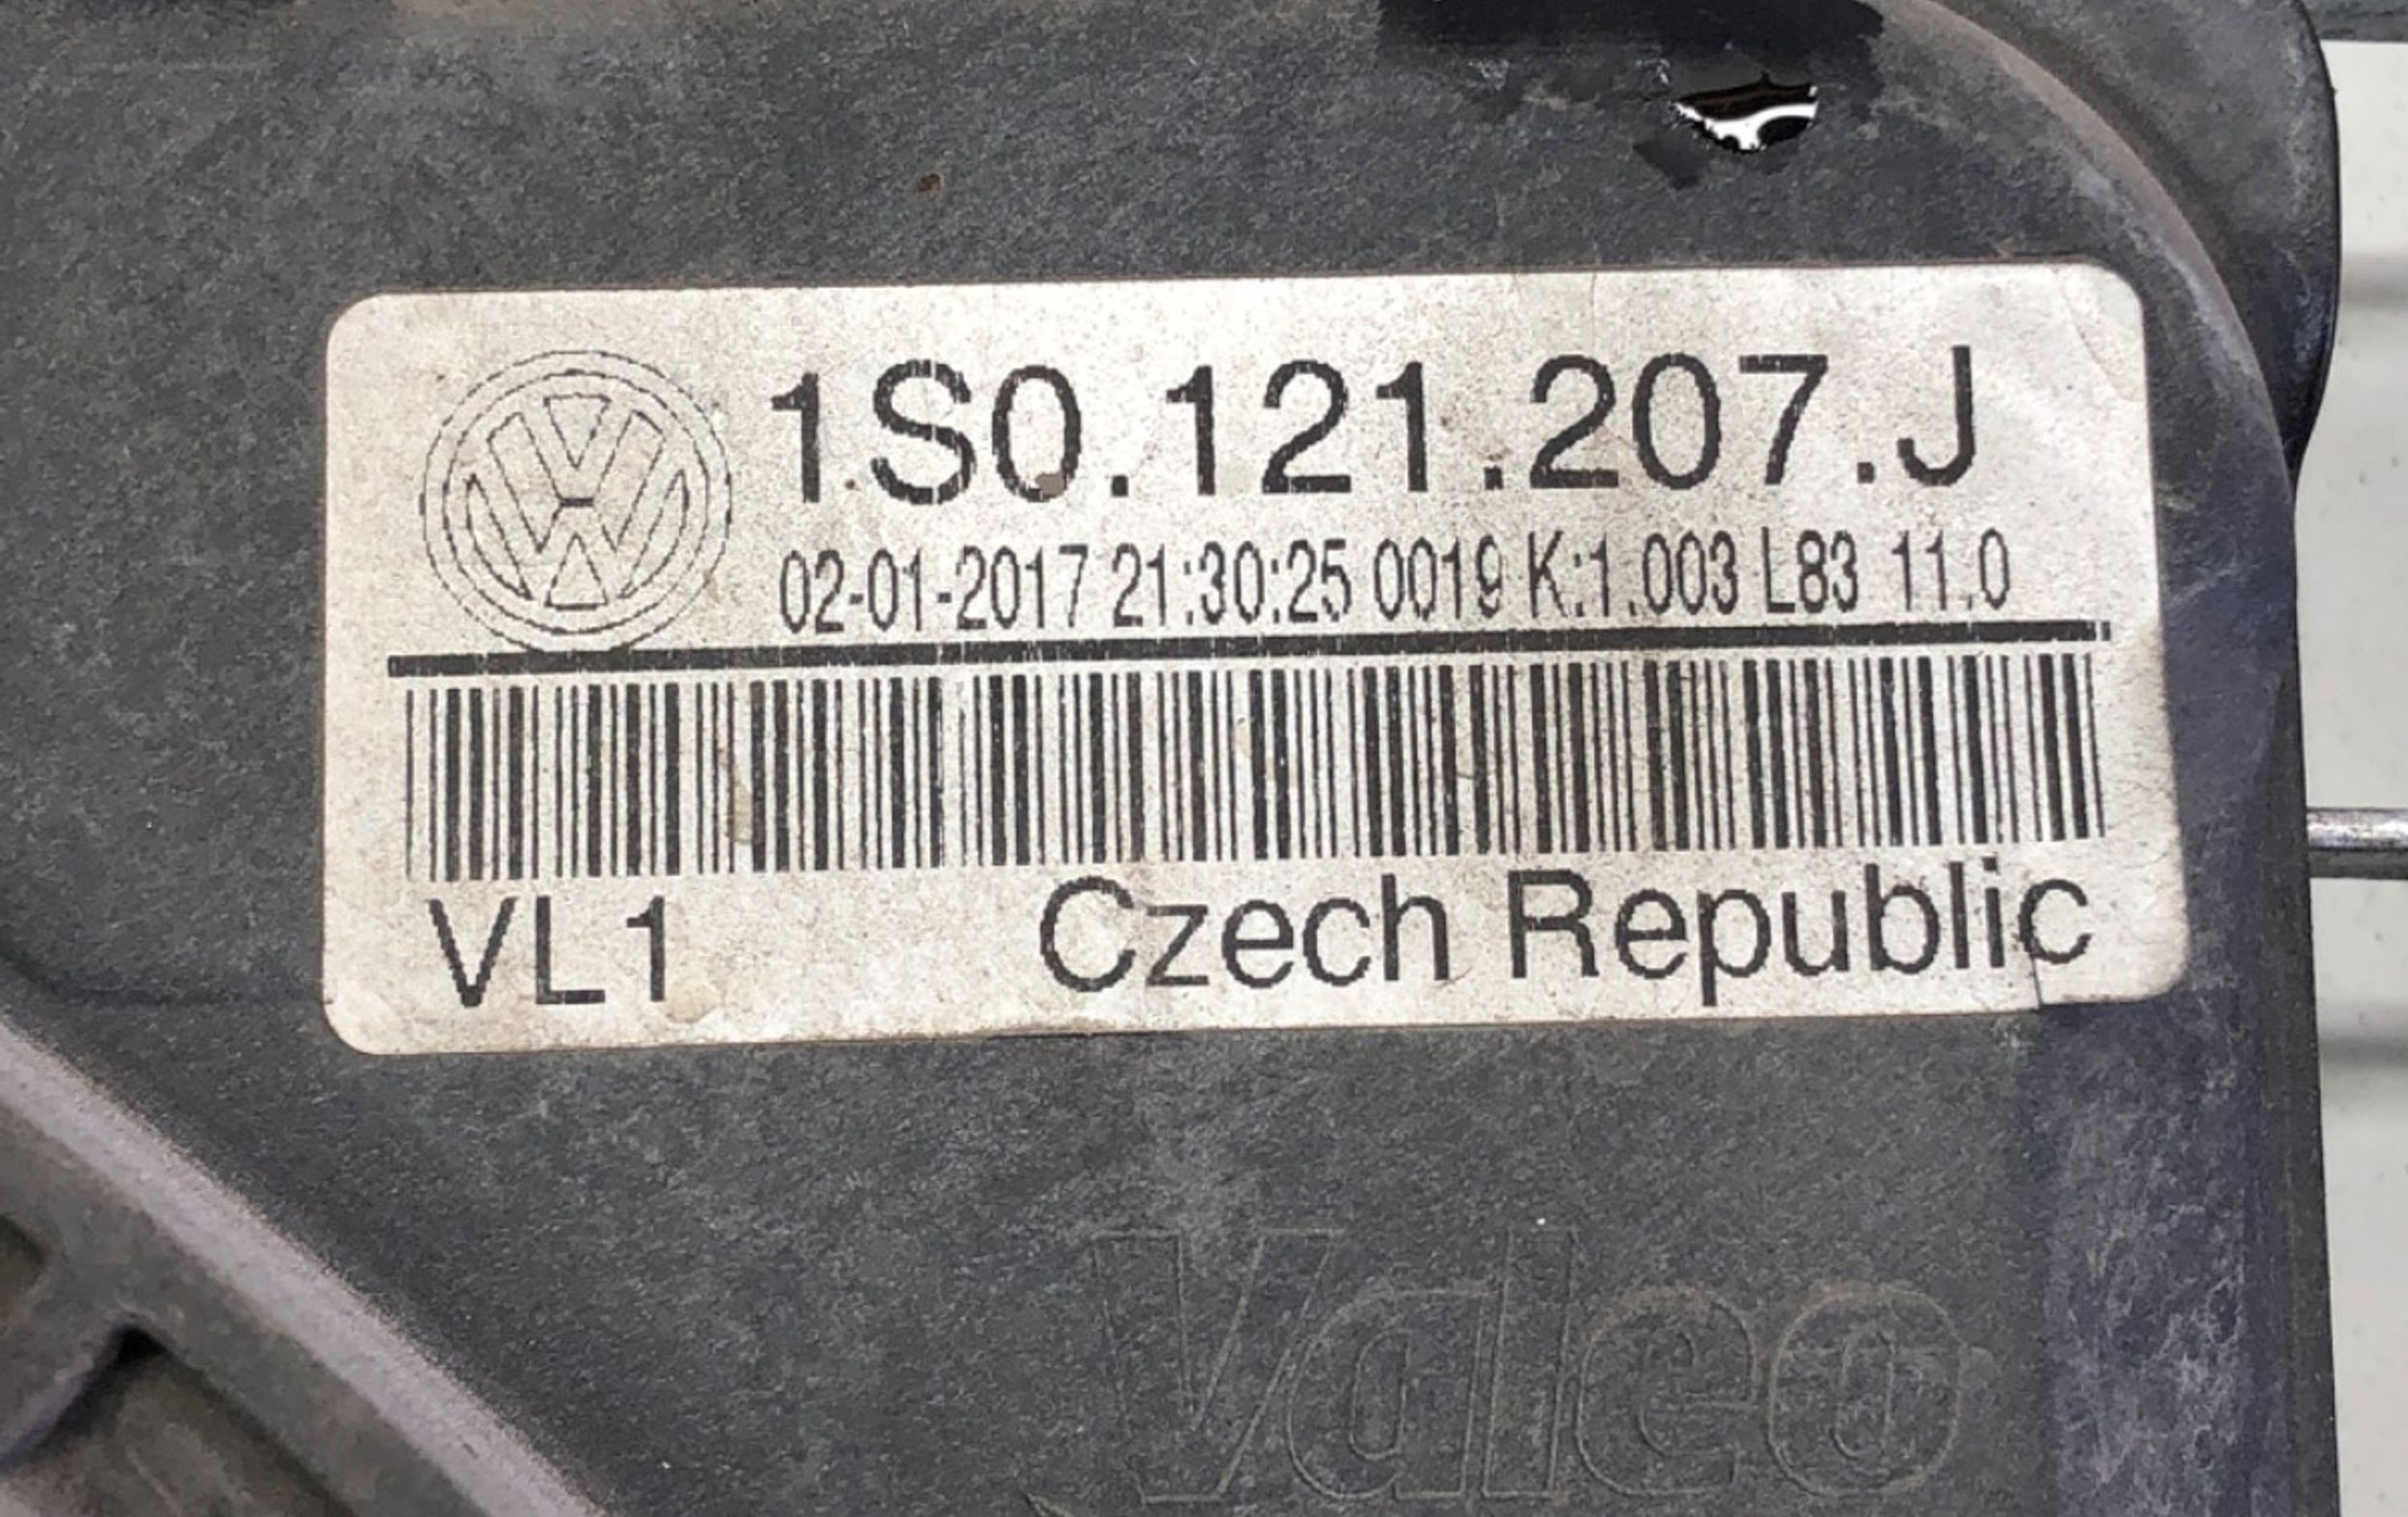 1S0.121.207.J
02-01-2017 21:30:25 0019 K:1.003 L83 11.0
VL1 Czech Republic
Valeo